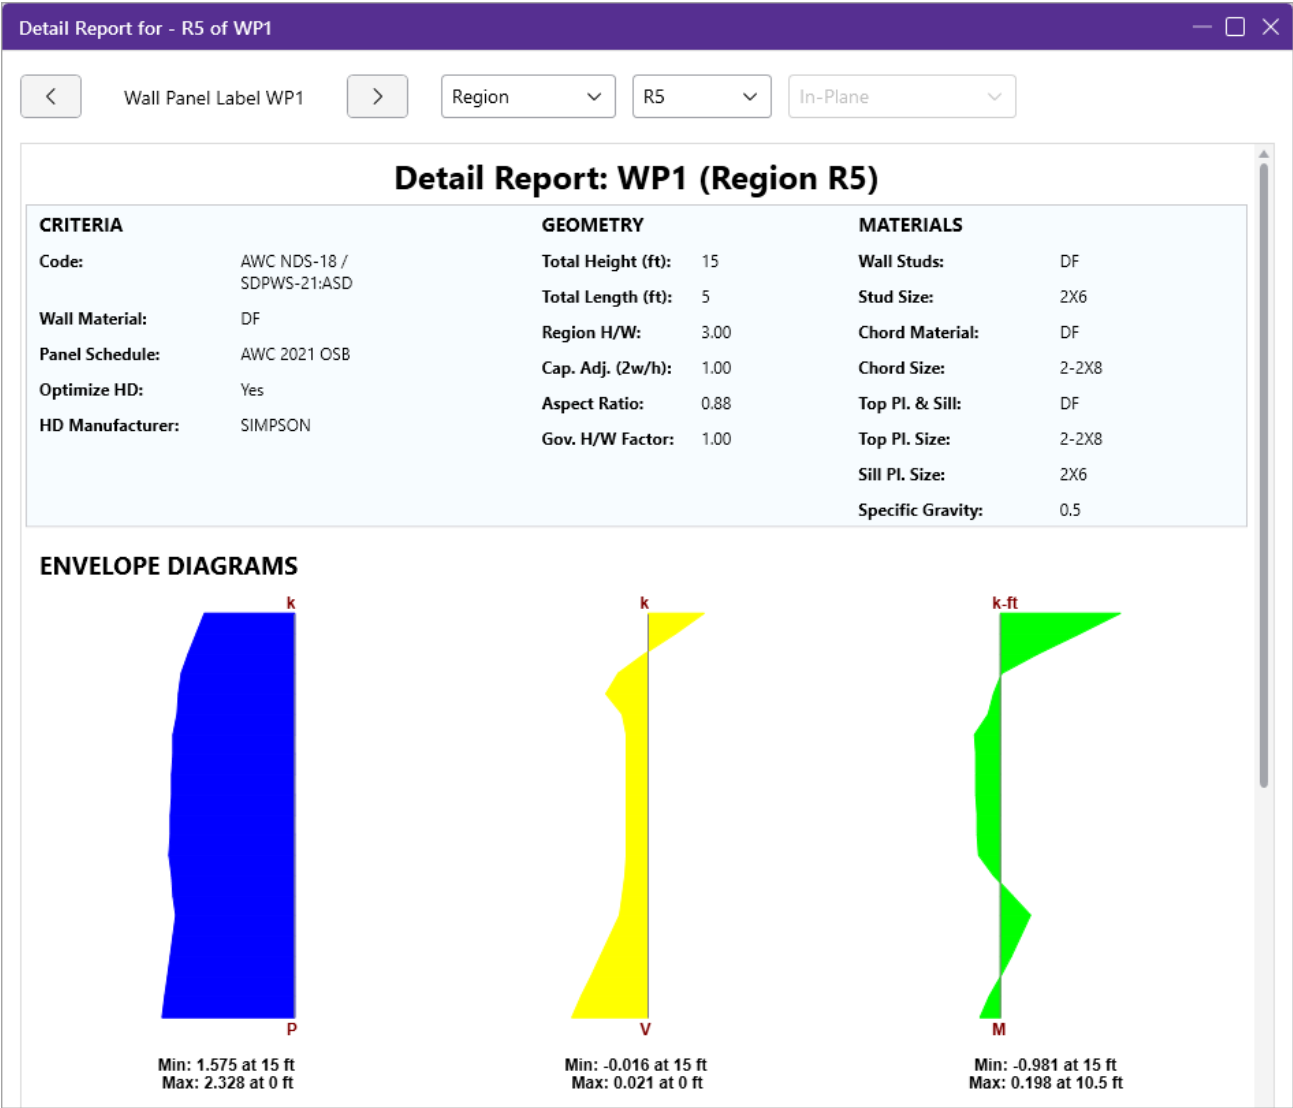 Detail Report for - R5 of WP1
Wall Panel Label WP1
Region
R5
In-Plane
Detail Report: WP1 (Region R5)
CRITERIA
Code: AWC NDS-18 /
SDPWS-21:ASD
Wall Material: DF
Panel Schedule: AWC 2021 OSB
Optimize HD: Yes
HD Manufacturer: SIMPSON
GEOMETRY
Total Height (ft): 15
Total Length (ft): 5
Region H/W: 3.00
Cap. Adj. (2w/h): 1.00
Aspect Ratio: 0.88
Gov. H/W Factor: 1.00
MATERIALS
Wall Studs: DF
Stud Size: 2X6
Chord Material: DF
Chord Size: 2-2X8
Top Pl. & Sill: DF
Top Pl. Size: 2-2X8
Sill Pl. Size: 2X6
Specific Gravity: 0.5
ENVELOPE DIAGRAMS
k
P
Min: 1.575 at 15 ft
Max: 2.328 at 0 ft
k
V
Min: -0.016 at 15 ft
Max: 0.021 at 0 ft
k-ft
M
Min: -0.981 at 15 ft
Max: 0.198 at 10.5 ft